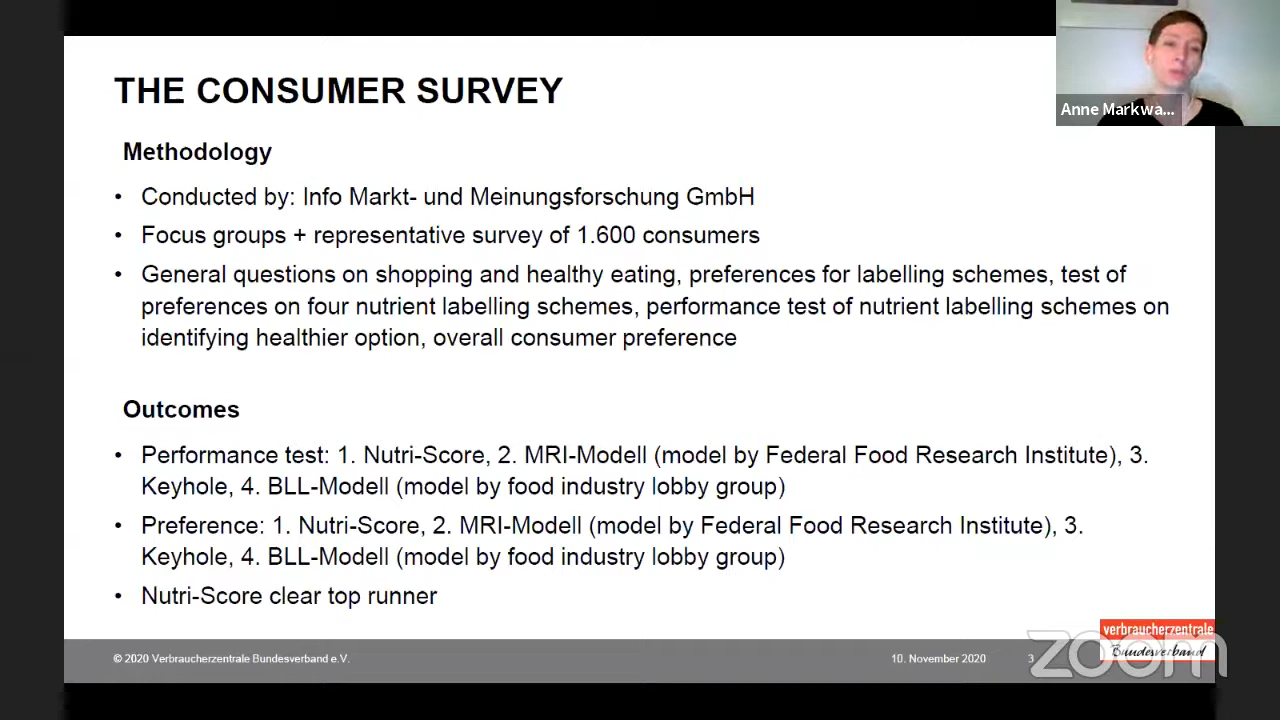 THE CONSUMER SURVEY
Anne Markwa...
Methodology
• Conducted by: Info Markt- und Meinungsforschung GmbH
• Focus groups + representative survey of 1.600 consumers
• General questions on shopping and healthy eating, preferences for labelling schemes, test of
preferences on four nutrient labelling schemes, performance test of nutrient labelling schemes on
identifying healthier option, overall consumer preference
Outcomes
• Performance test: 1. Nutri-Score, 2. MRI-Modell (model by Federal Food Research Institute), 3.
Keyhole, 4. BLL-Modell (model by food industry lobby group)
• Preference: 1. Nutri-Score, 2. MRI-Modell (model by Federal Food Research Institute), 3.
Keyhole, 4. BLL-Modell (model by food industry lobby group)
• Nutri-Score clear top runner
verbraucherzentrale
Bundesverband
zoom
© 2020 Verbraucherzentrale Bundesverband e.V.
10. November 2020
3